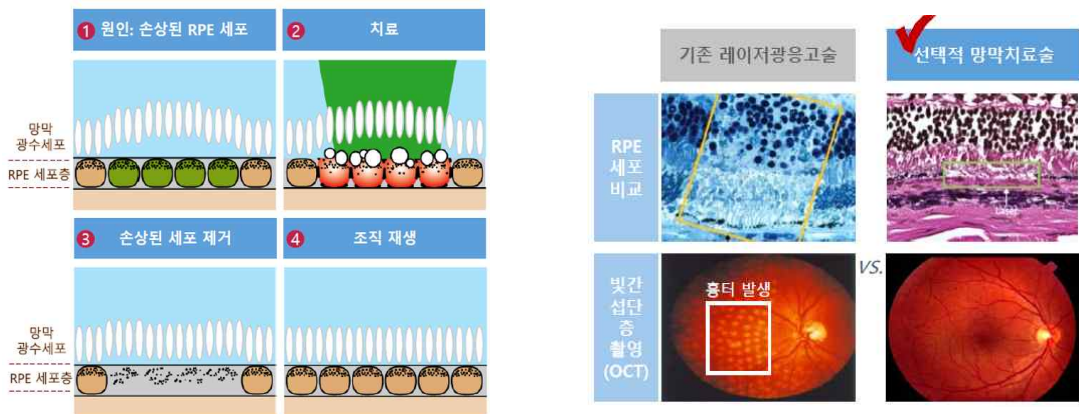 1 원인: 손상된 RPE 세포
2 치료
망막
광수세포
RPE 세포층
3 손상된 세포 제거
4 조직 재생
망막
광수세포
RPE 세포층
기존 레이저광응고술
선택적 망막치료술
RPE
세포
비교
Laser
VS.
빛간
섭단
층
촬영
(OCT)
흉터 발생